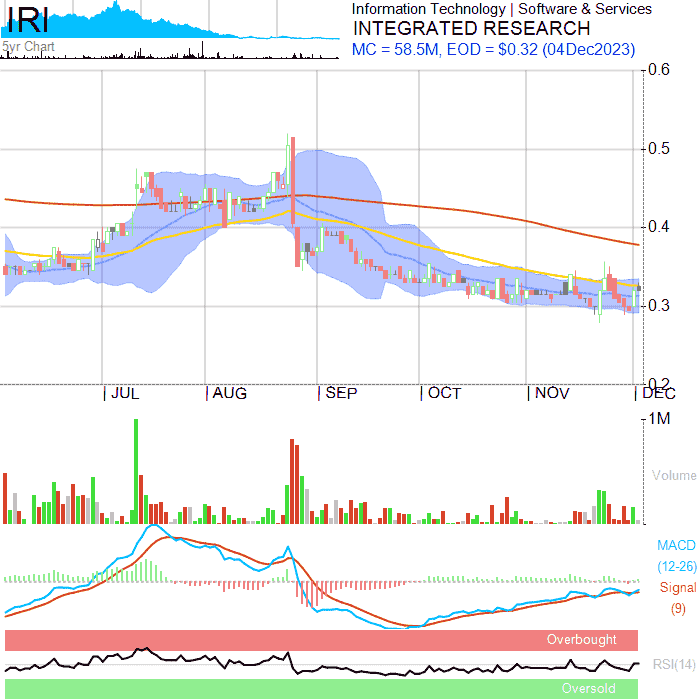 IRI
5yr Chart
Information Technology | Software & Services
INTEGRATED RESEARCH
MC = 58.5M, EOD = $0.32 (04Dec2023)
0.6
0.5
0.4
0.3
0.2
JUL AUG SEP OCT NOV DEC
1M
Volume
MACD
(12-26)
Signal
(9)
Overbought
RSI(14)
Oversold